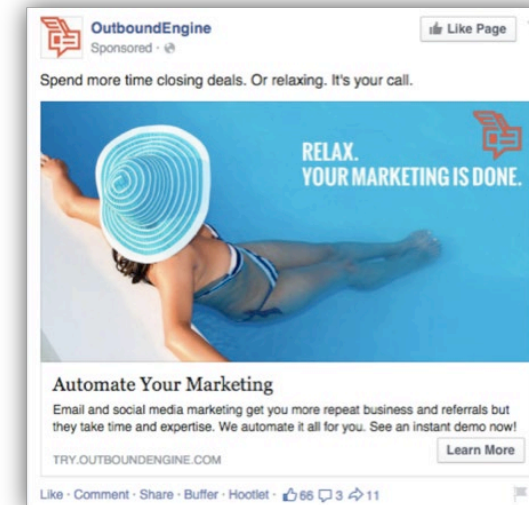 OutboundEngine
Like Page
Sponsored ·
Spend more time closing deals. Or relaxing. It's your call.
RELAX.
YOUR MARKETING IS DONE.
Automate Your Marketing
Email and social media marketing get you more repeat business and referrals but
they take time and expertise. We automate it all for you. See an instant demo now!
Learn More
TRY.OUTBOUNDENGINE.COM
Like · Comment · Share · Buffer · Hootlet · 66 3 11